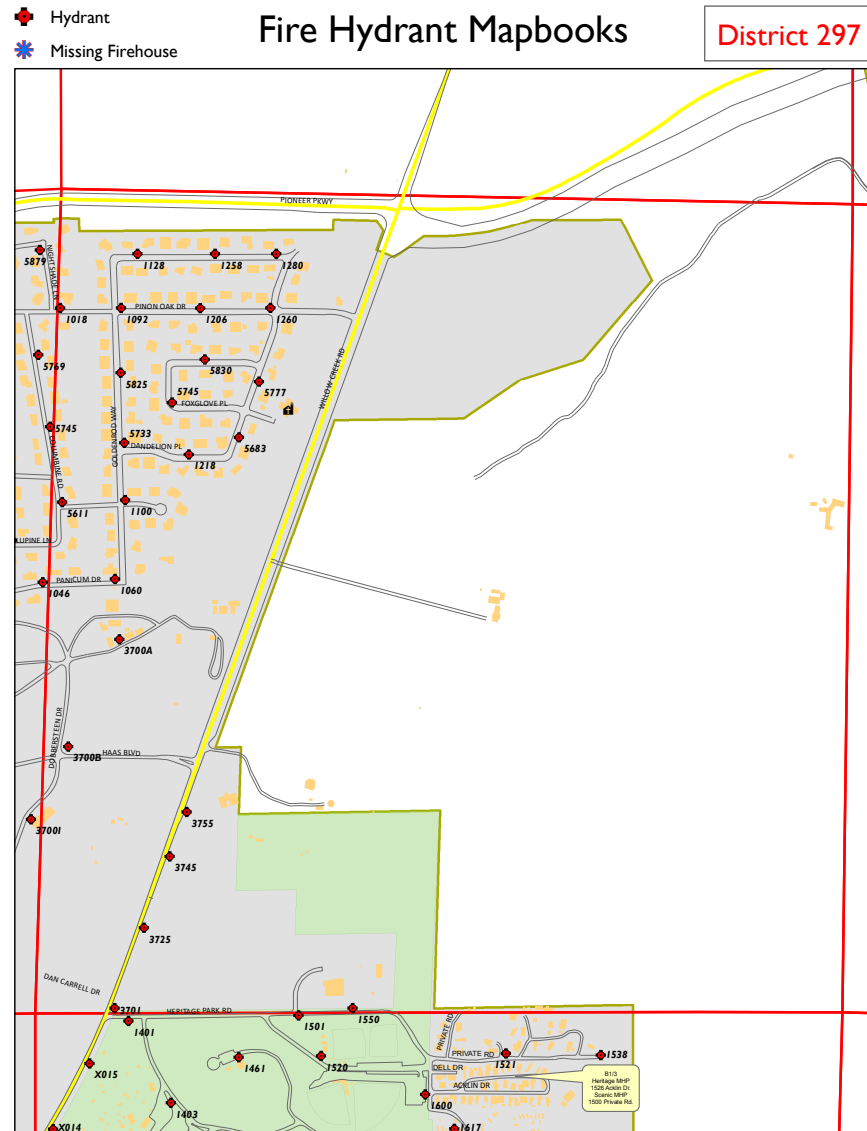 Hydrant
Missing Firehouse
Fire Hydrant Mapbooks
District 297
PIONEER PKWY
5879
NIGHTSHADE LN
1128
1258
1280
1018
1092
PINON OAK DR
1206
1260
5769
5825
5830
5777
5745
FOXGLOVE PL
WILLOW CREEK RD
5745
GOLDENROD WAY
5733
DANDELION PL
5683
1218
COLUMBINE RD
5611
1100
LUPINE LN
1046
PANICUM DR
1060
3700A
DOBBERSTEEN DR
3700B
HAAS BLVD
3700I
3755
3745
3725
DAN CARRELL DR
3701
HERITAGE PARK RD
1401
1501
1550
PRIVATE RD
X015
1461
1520
PRIVATE RD
1521
1538
DELL DR
ACKLIN DR
B1/3
Heritage MHP
1526 Acklin Dr.
Scenic MHP
1500 Private Rd.
1403
1600
X014
1617